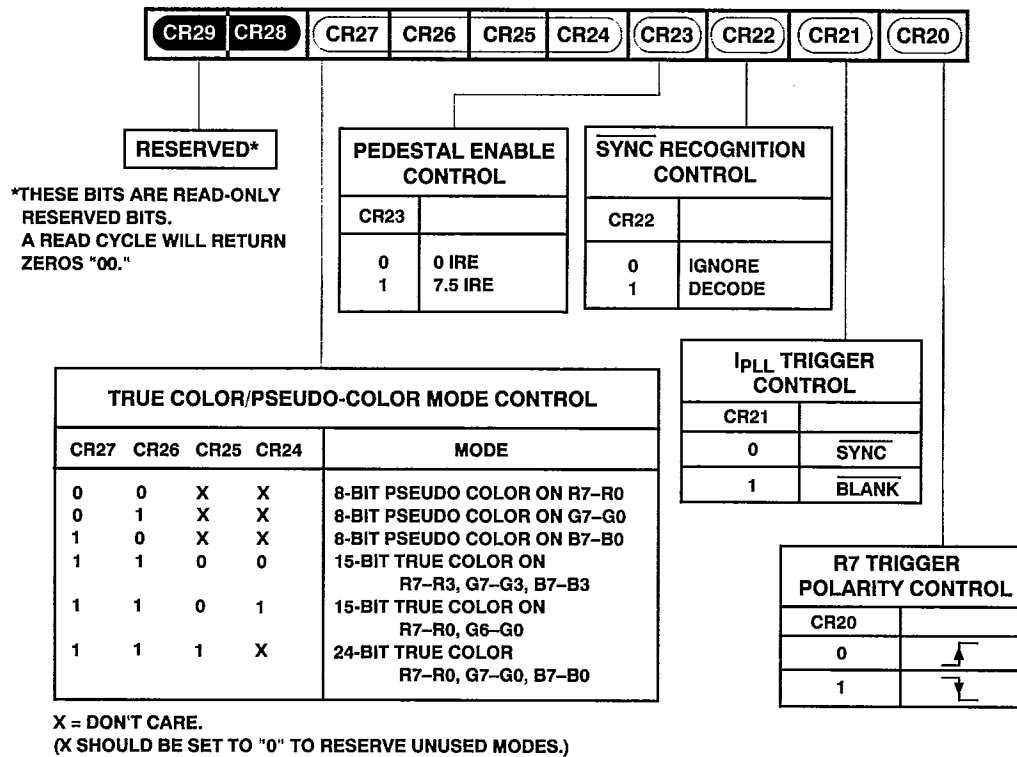 CR29 CR28 CR27 CR26 CR25 CR24 CR23 CR22 CR21 CR20
RESERVED*
*THESE BITS ARE READ-ONLY
RESERVED BITS.
A READ CYCLE WILL RETURN
ZEROS "00."
PEDESTAL ENABLE
CONTROL
CR23
0 0 IRE
1 7.5 IRE
SYNC RECOGNITION
CONTROL
CR22
0 IGNORE
1 DECODE
IPLL TRIGGER
CONTROL
CR21
0 SYNC
1 BLANK
TRUE COLOR/PSEUDO-COLOR MODE CONTROL
CR27 CR26 CR25 CR24 MODE
0 0 X X 8-BIT PSEUDO COLOR ON R7–R0
0 1 X X 8-BIT PSEUDO COLOR ON G7–G0
1 0 X X 8-BIT PSEUDO COLOR ON B7–B0
1 1 0 0 15-BIT TRUE COLOR ON
R7–R3, G7–G3, B7–B3
1 1 0 1 15-BIT TRUE COLOR ON
R7–R0, G6–G0
1 1 1 X 24-BIT TRUE COLOR
R7–R0, G7–G0, B7–B0
R7 TRIGGER
POLARITY CONTROL
CR20
0
1
X = DON'T CARE.
(X SHOULD BE SET TO "0" TO RESERVE UNUSED MODES.)